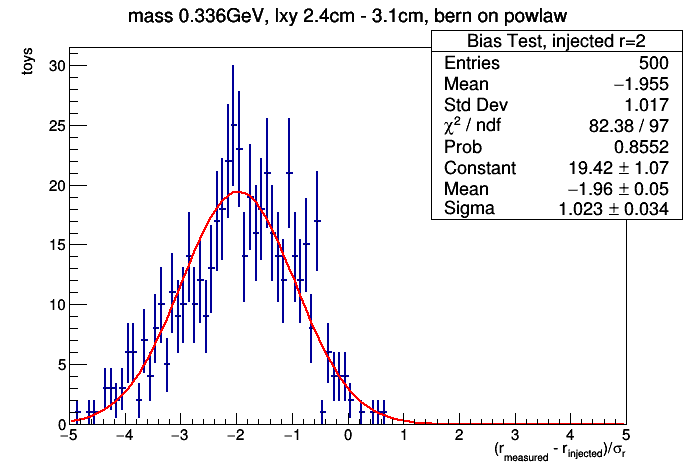 mass 0.336GeV, lxy 2.4cm - 3.1cm, bern on powlaw
Bias Test, injected r=2
Entries 500
Mean −1.955
Std Dev 1.017
χ² / ndf 82.38 / 97
Prob 0.8552
Constant 19.42 ± 1.07
Mean −1.96 ± 0.05
Sigma 1.023 ± 0.034
toys
30
25
20
15
10
5
0
−5 −4 −3 −2 −1 0 1 2 3 4 5
(r_measured - r_injected)/σ_r